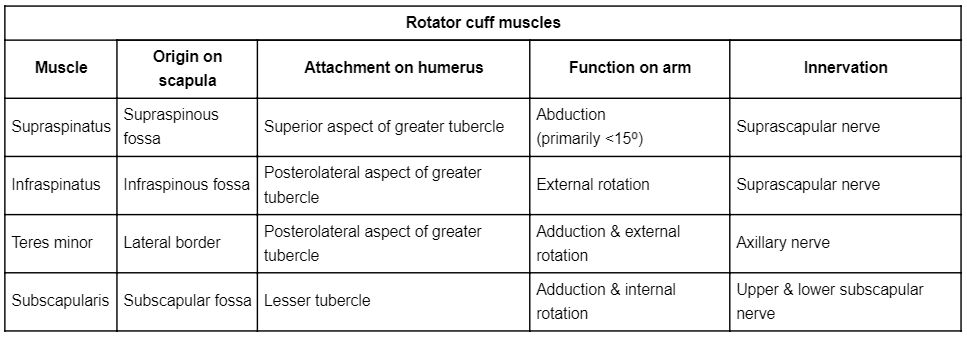 Rotator cuff muscles
Muscle
Origin on
scapula
Attachment on humerus
Function on arm
Innervation
Supraspinatus
Supraspinous
fossa
Superior aspect of greater tubercle
Abduction
(primarily <15º)
Suprascapular nerve
Infraspinatus
Infraspinous fossa
Posterolateral aspect of greater
tubercle
External rotation
Suprascapular nerve
Teres minor
Lateral border
Posterolateral aspect of greater
tubercle
Adduction & external
rotation
Axillary nerve
Subscapularis
Subscapular fossa
Lesser tubercle
Adduction & internal
rotation
Upper & lower subscapular
nerve